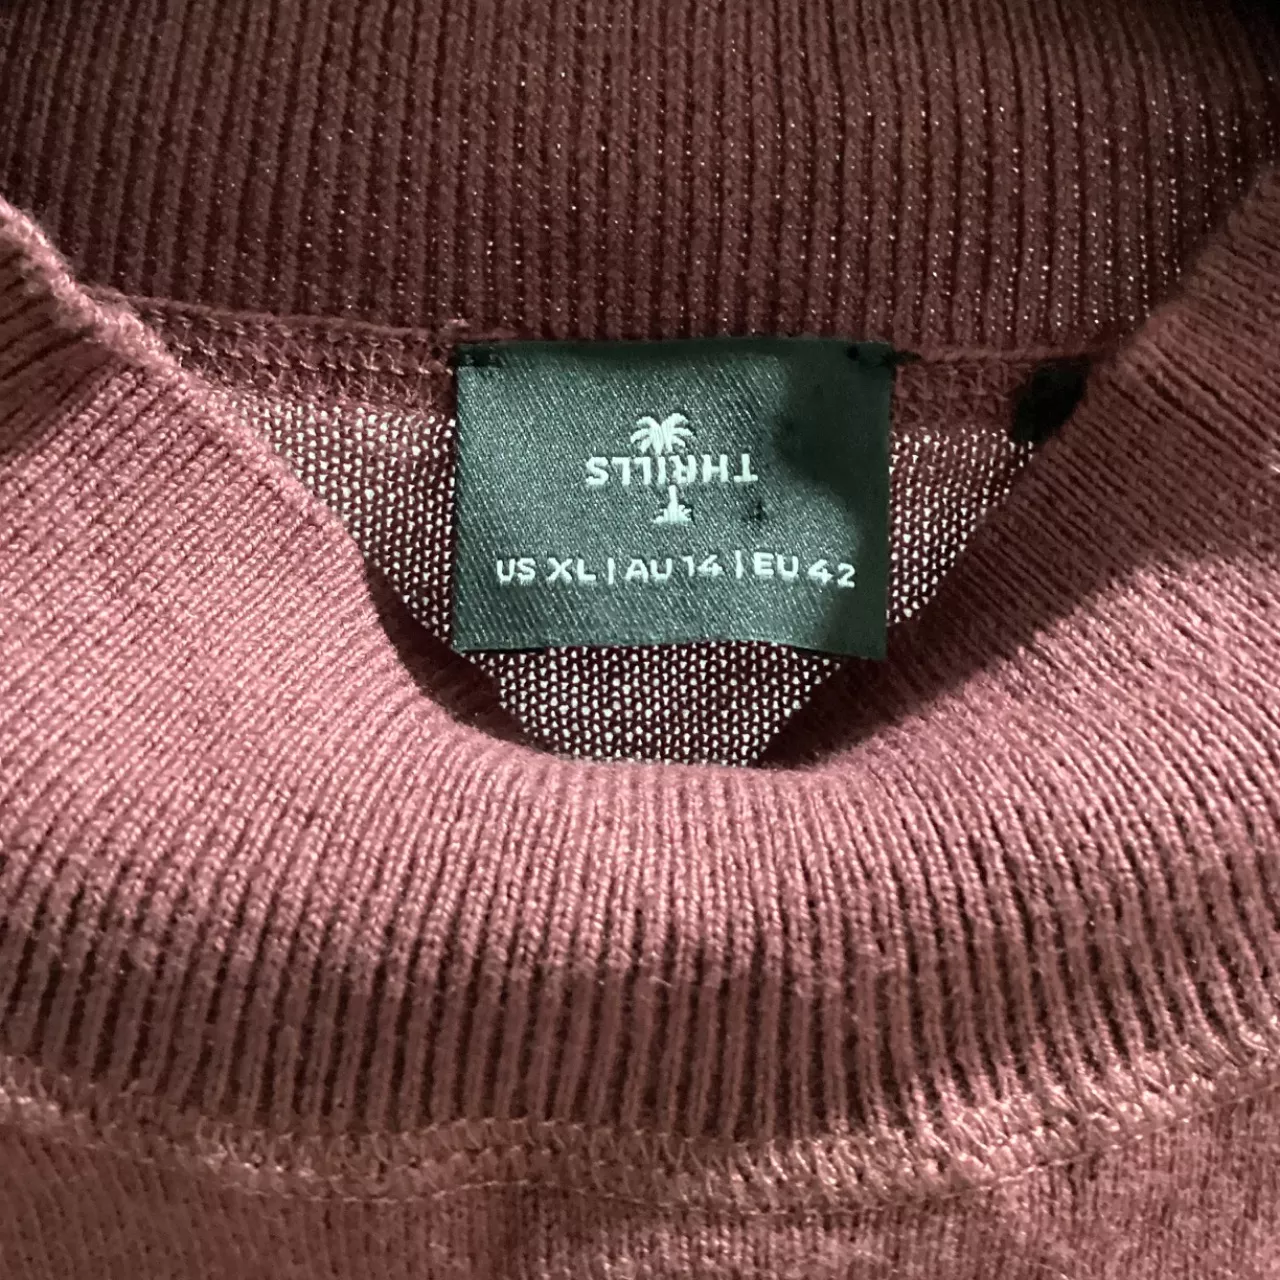 THRILLS
US XL | AU 14 | EU 42